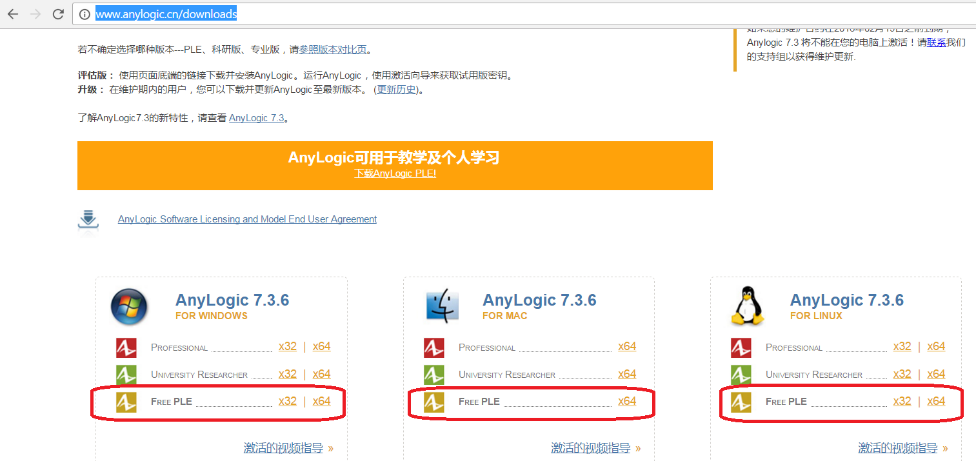 www.anylogic.cn/downloads
若不确定选择哪种版本---PLE、科研版、专业版，请参照版本对比页。
Anylogic 7.3 将不能在您的电脑上激活！请联系我们
的支持组以获得维护更新.
评估版： 使用页面底端的链接下载并安装AnyLogic。运行AnyLogic，使用激活向导来获取试用版密钥。
升级： 在维护期内的用户，您可以下载并更新AnyLogic至最新版本。 (更新历史)。
了解AnyLogic7.3的新特性，请查看 AnyLogic 7.3。
AnyLogic可用于教学及个人学习
下载AnyLogic PLE!
AnyLogic Software Licensing and Model End User Agreement
AnyLogic 7.3.6
FOR WINDOWS
PROFESSIONAL x32 | x64
UNIVERSITY RESEARCHER x32 | x64
FREE PLE x32 | x64
激活的视频指导 »
AnyLogic 7.3.6
FOR MAC
PROFESSIONAL x64
UNIVERSITY RESEARCHER x64
FREE PLE x64
激活的视频指导 »
AnyLogic 7.3.6
FOR LINUX
PROFESSIONAL x32 | x64
UNIVERSITY RESEARCHER x32 | x64
FREE PLE x32 | x64
激活的视频指导 »